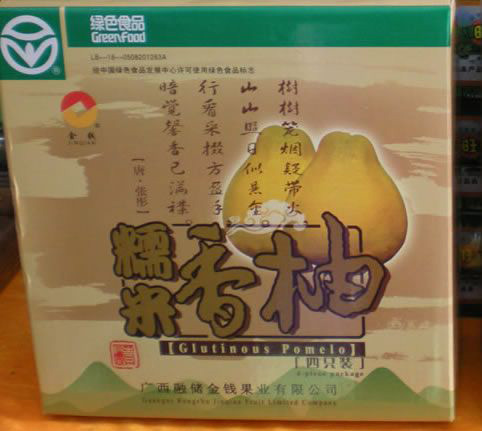 绿色食品
GreenFood
LB--18--0508201263A
经中国绿色食品发展中心许可使用绿色食品标志
金钱
JINQIAN
樹樹笼烟疑带火
山山照日似悬金
行看采掇方盈手
暗覺馨香已满襟
【唐·张彤】
糯米香柚
【Glutinous Pomelo】
[四只装]
4 piece package
广西融储金钱果业有限公司
Guangxi Rongchu Jinqian Fruit Limited Company